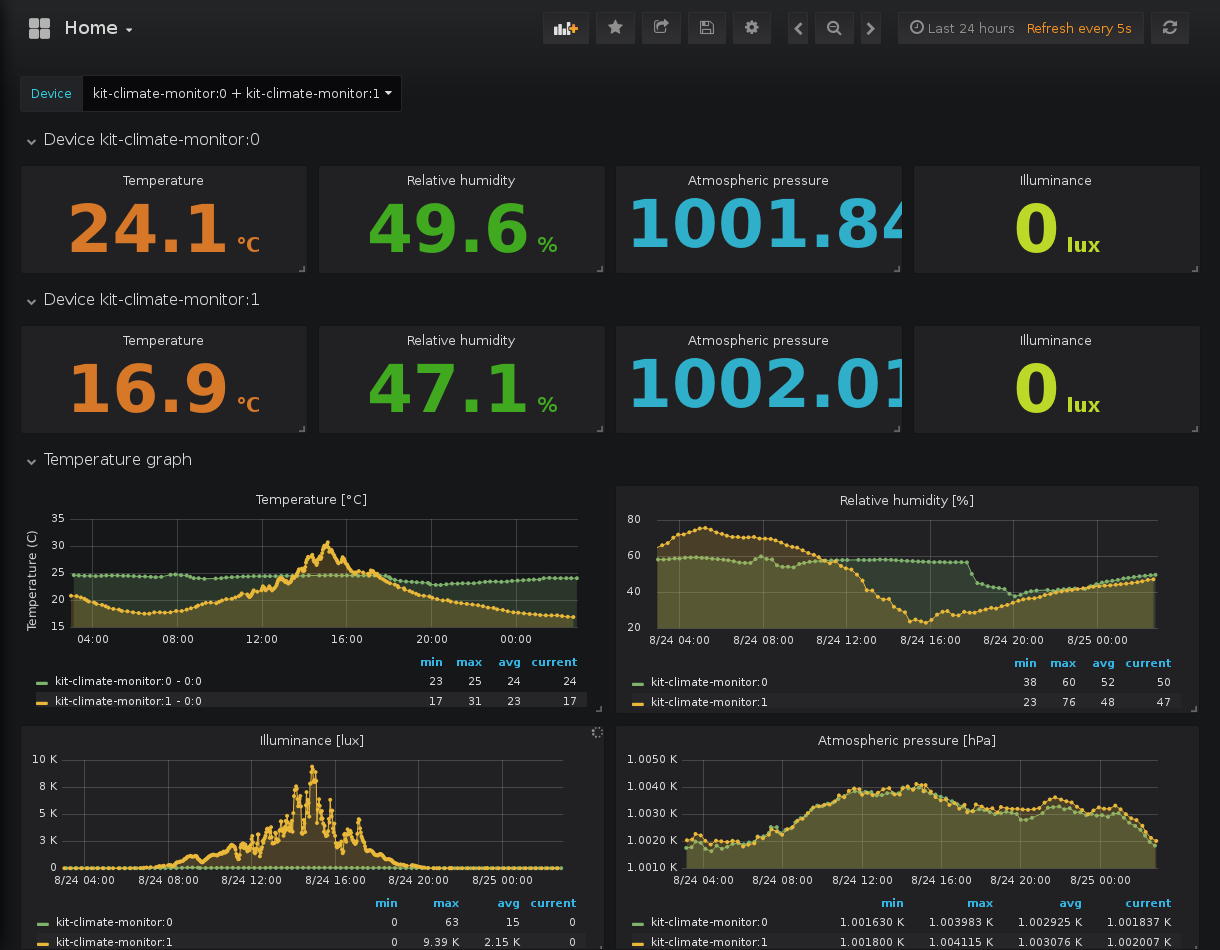 Home
Last 24 hours Refresh every 5s
Device kit-climate-monitor:0 + kit-climate-monitor:1
Device kit-climate-monitor:0
Temperature Relative humidity Atmospheric pressure Illuminance
24.1 °C 49.6 % 1001.84 0 lux
Device kit-climate-monitor:1
Temperature Relative humidity Atmospheric pressure Illuminance
16.9 °C 47.1 % 1002.01 0 lux
Temperature graph
Temperature [°C]
Temperature (C)
35
30
25
20
15
04:00 08:00 12:00 16:00 20:00 00:00
min max avg current
kit-climate-monitor:0 - 0:0 23 25 24 24
kit-climate-monitor:1 - 0:0 17 31 23 17
Relative humidity [%]
80
60
40
20
8/24 04:00 8/24 08:00 8/24 12:00 8/24 16:00 8/24 20:00 8/25 00:00
min max avg current
kit-climate-monitor:0 38 60 52 50
kit-climate-monitor:1 23 76 48 47
Illuminance [lux]
10 K
8 K
5 K
3 K
0
8/24 04:00 8/24 08:00 8/24 12:00 8/24 16:00 8/24 20:00 8/25 00:00
min max avg current
kit-climate-monitor:0 0 63 15 0
kit-climate-monitor:1 0 9.39 K 2.15 K 0
Atmospheric pressure [hPa]
1.0050 K
1.0040 K
1.0030 K
1.0020 K
1.0010 K
8/24 04:00 8/24 08:00 8/24 12:00 8/24 16:00 8/24 20:00 8/25 00:00
min max avg current
kit-climate-monitor:0 1.001630 K 1.003983 K 1.002925 K 1.001837 K
kit-climate-monitor:1 1.001800 K 1.004115 K 1.003076 K 1.002007 K